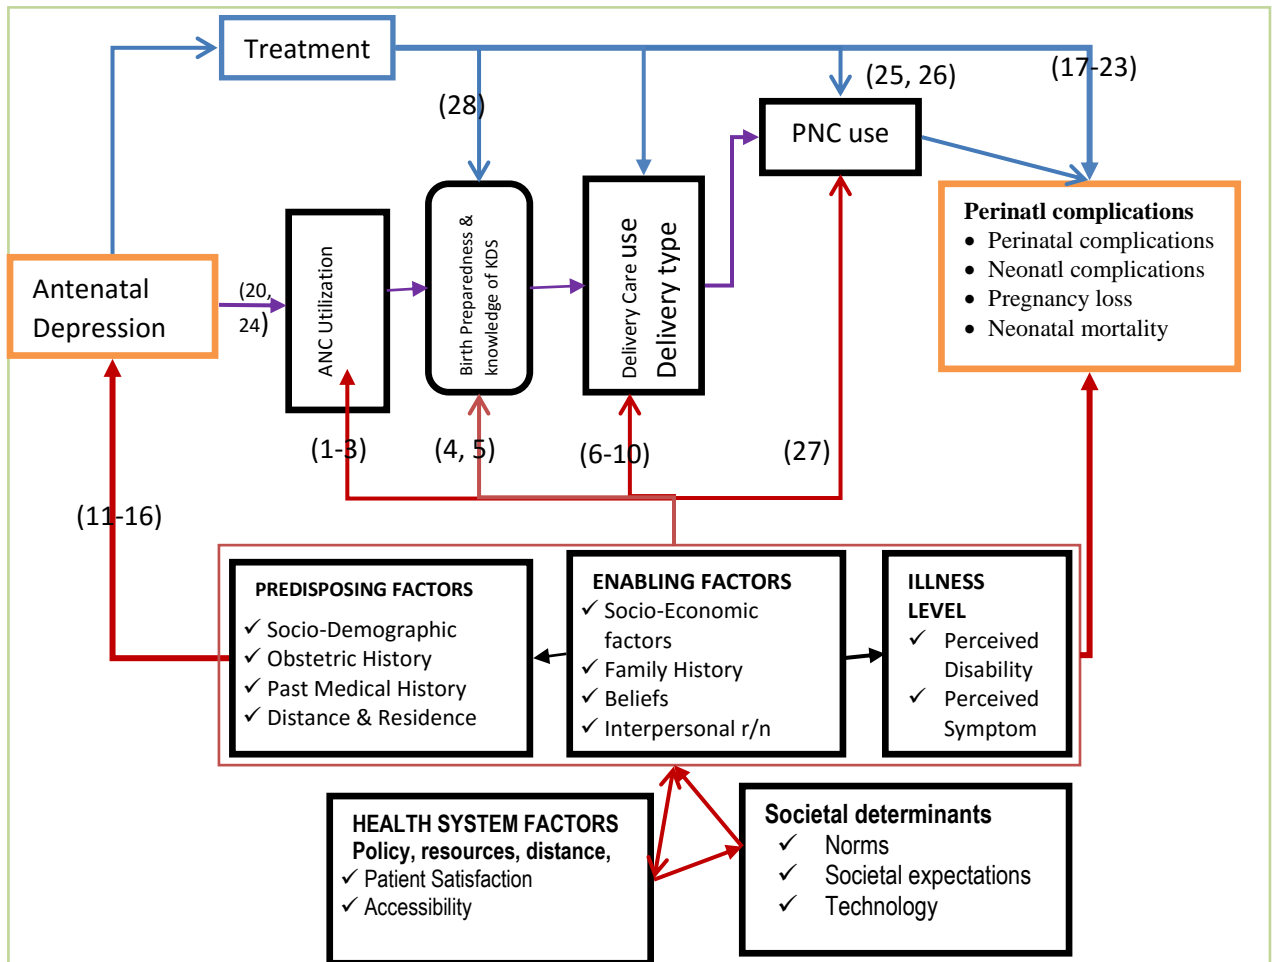 Treatment
(17-23)
(25, 26)
(28)
PNC use
Antenatal
Depression
(20,
24)
ANC Utilization
Birth Preparedness &
knowledge of KDS
Delivery Care use
Delivery type
Perinatl complications
• Perinatal complications
• Neonatl complications
• Pregnancy loss
• Neonatal mortality
(1-3)
(4, 5)
(6-10)
(27)
(11-16)
PREDISPOSING FACTORS
✓ Socio-Demographic
✓ Obstetric History
✓ Past Medical History
✓ Distance & Residence
ENABLING FACTORS
✓ Socio-Economic
factors
✓ Family History
✓ Beliefs
✓ Interpersonal r/n
ILLNESS
LEVEL
✓ Perceived
Disability
✓ Perceived
Symptom
HEALTH SYSTEM FACTORS
Policy, resources, distance,
✓ Patient Satisfaction
✓ Accessibility
Societal determinants
✓ Norms
✓ Societal expectations
✓ Technology